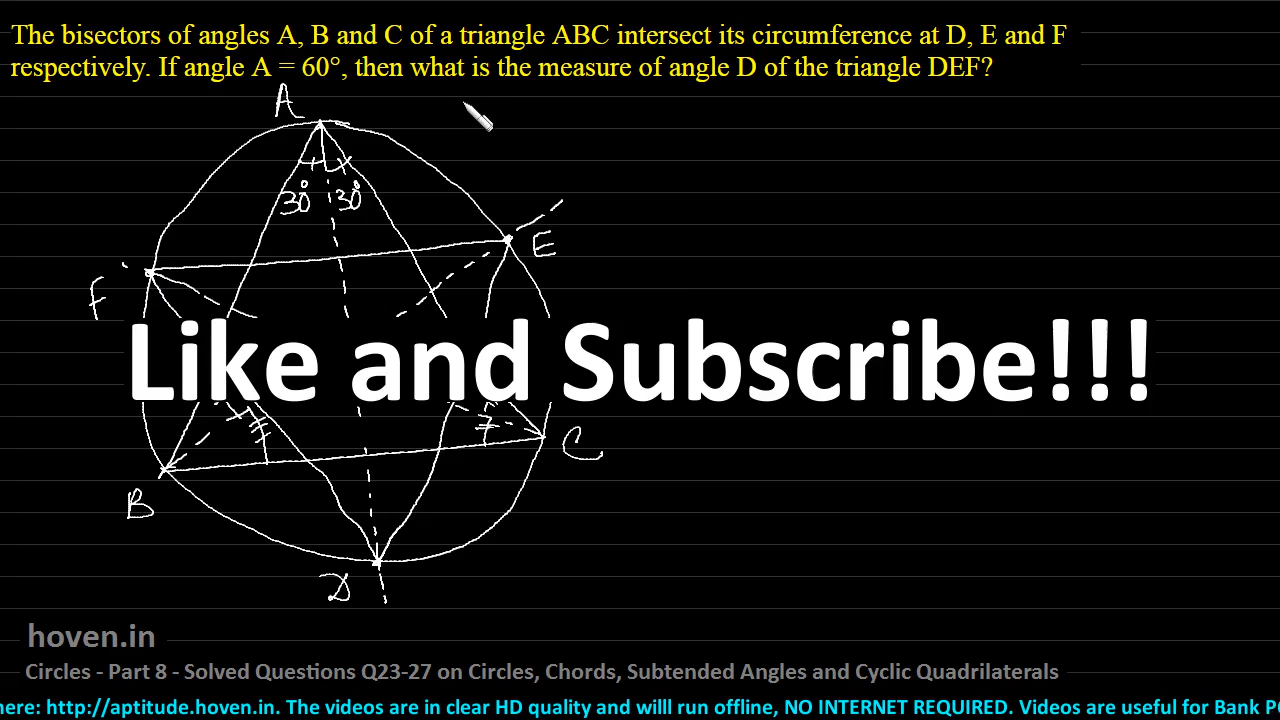 The bisectors of angles A, B and C of a triangle ABC intersect its circumference at D, E and F
respectively. If angle A = 60°, then what is the measure of angle D of the triangle DEF?
A
30° 30°
E
F
Like and Subscribe!!!
C
B
D
hoven.in
Circles - Part 8 - Solved Questions Q23-27 on Circles, Chords, Subtended Angles and Cyclic Quadrilaterals
here: http://aptitude.hoven.in. The videos are in clear HD quality and willl run offline, NO INTERNET REQUIRED. Videos are useful for Bank